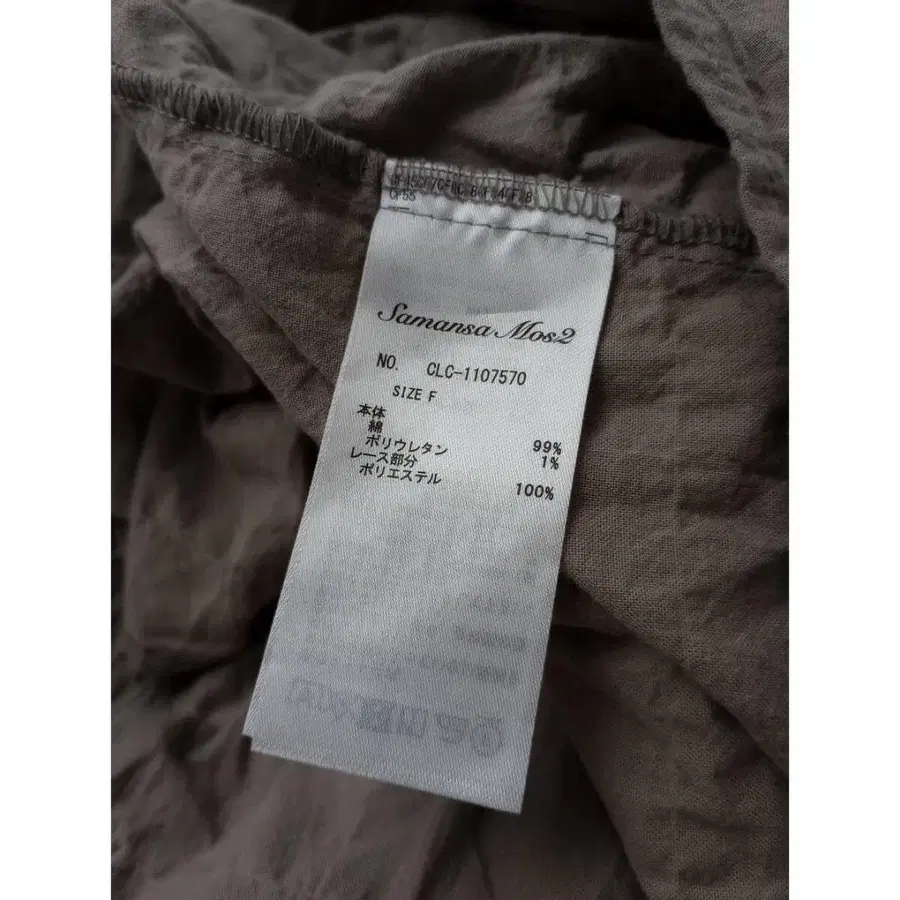 CF55
Samansa Mos2
NO. CLC-1107570
SIZE F
本体
綿 99%
ポリウレタン 1%
レース部分
ポリエステル 100%